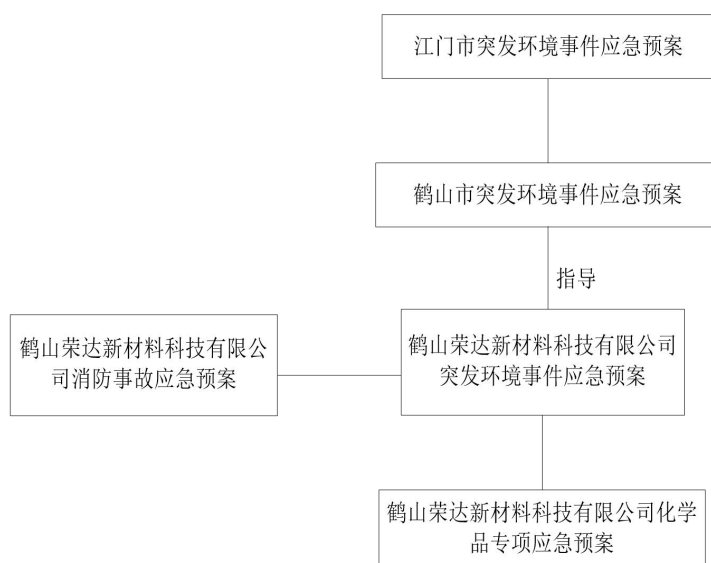 江门市突发环境事件应急预案
鹤山市突发环境事件应急预案
指导
鹤山荣达新材料科技有限公
司消防事故应急预案
鹤山荣达新材料科技有限公司
突发环境事件应急预案
鹤山荣达新材料科技有限公司化学
品专项应急预案